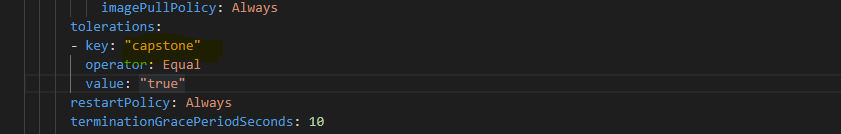 imagePullPolicy: Always
tolerations:
- key: "capstone"
operator: Equal
value: "true"
restartPolicy: Always
terminationGracePeriodSeconds: 10